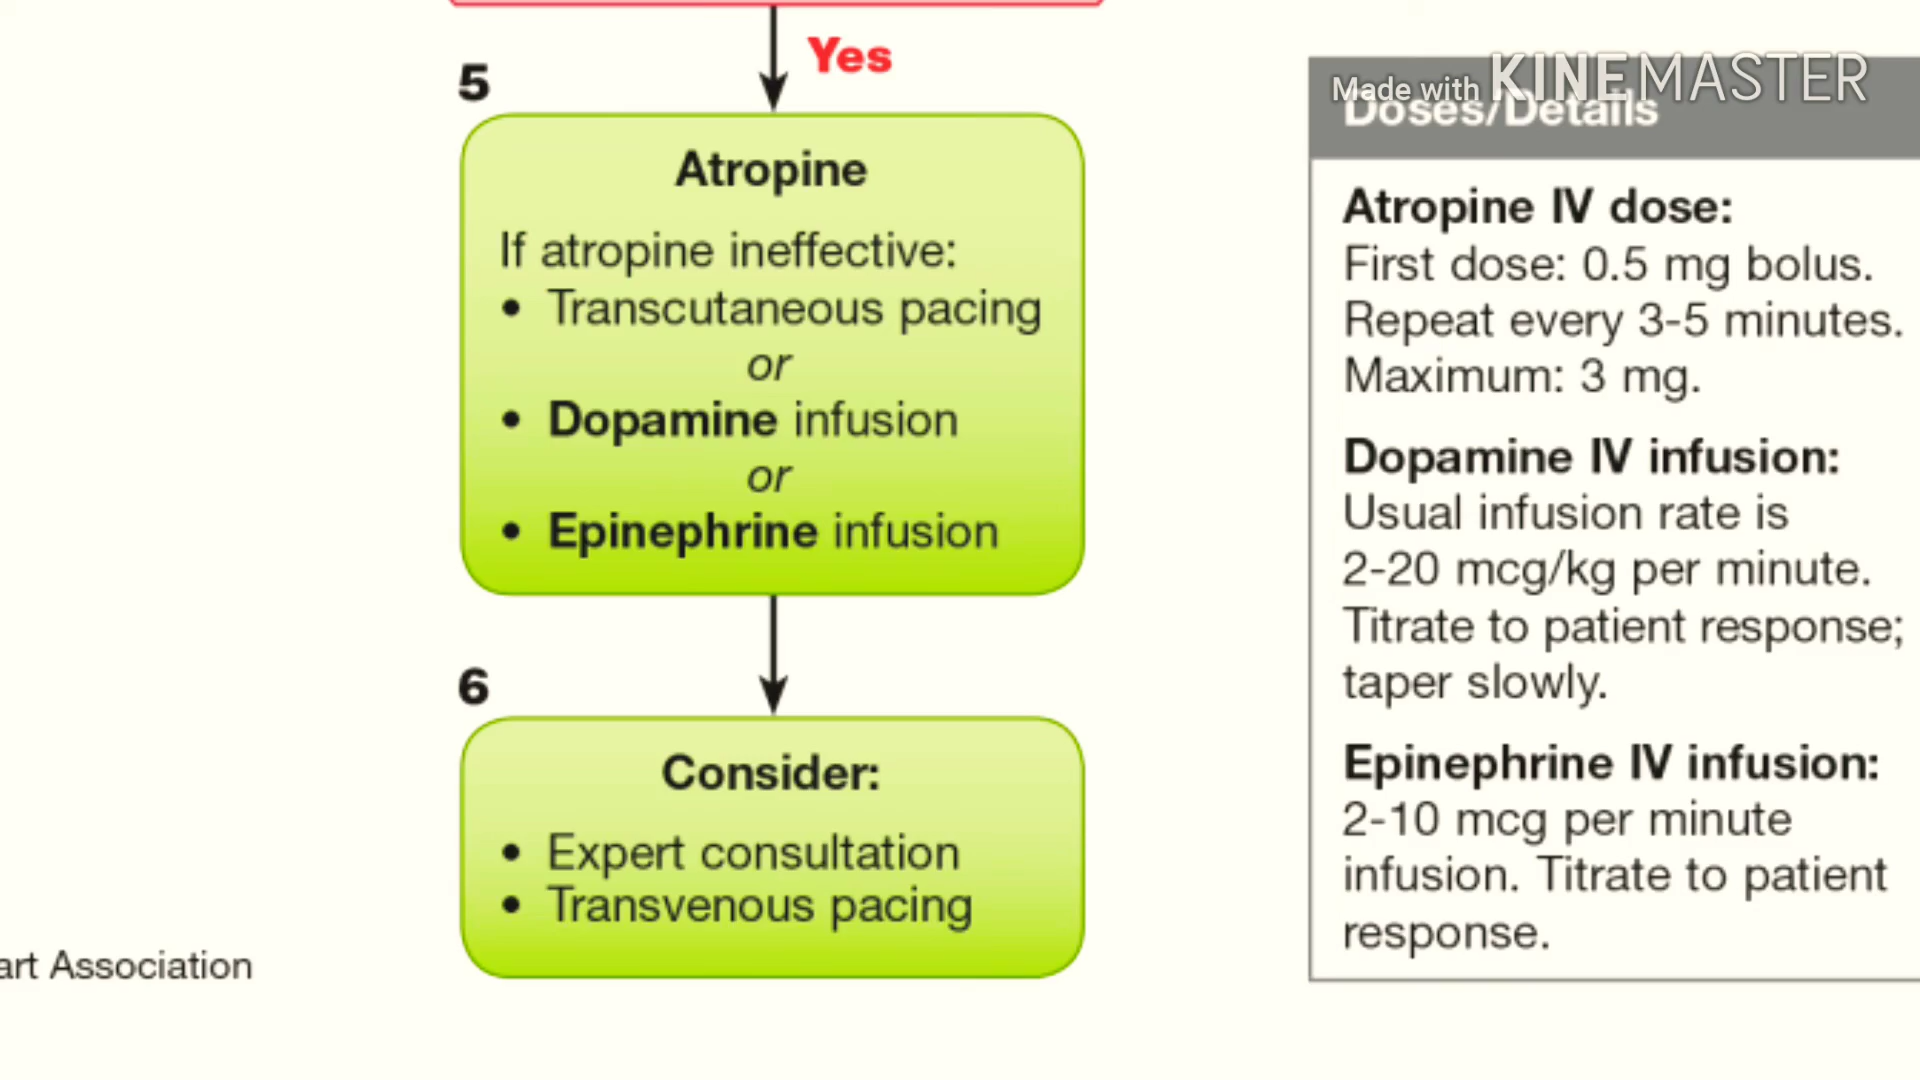 Yes
5
Atropine
If atropine ineffective:
• Transcutaneous pacing
or
• Dopamine infusion
or
• Epinephrine infusion
6
Consider:
• Expert consultation
• Transvenous pacing
art Association
Made with KINEMASTER
Doses/Details
Atropine IV dose:
First dose: 0.5 mg bolus.
Repeat every 3-5 minutes.
Maximum: 3 mg.
Dopamine IV infusion:
Usual infusion rate is
2-20 mcg/kg per minute.
Titrate to patient response;
taper slowly.
Epinephrine IV infusion:
2-10 mcg per minute
infusion. Titrate to patient
response.